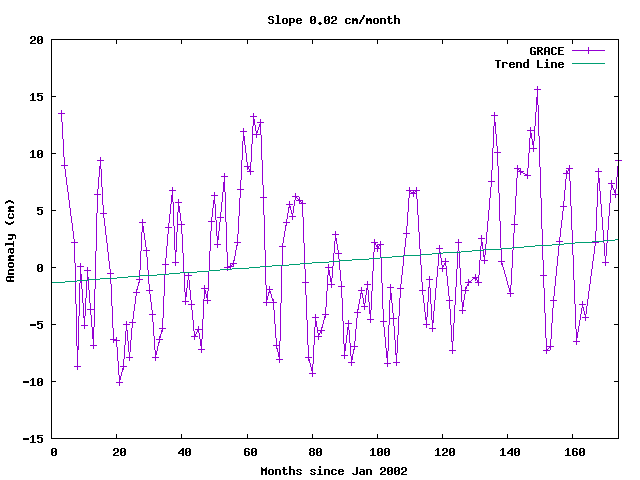 Slope 0.02 cm/month
GRACE
Trend Line
20
15
10
5
0
-5
-10
-15
Anomaly (cm)
0 20 40 60 80 100 120 140 160
Months since Jan 2002